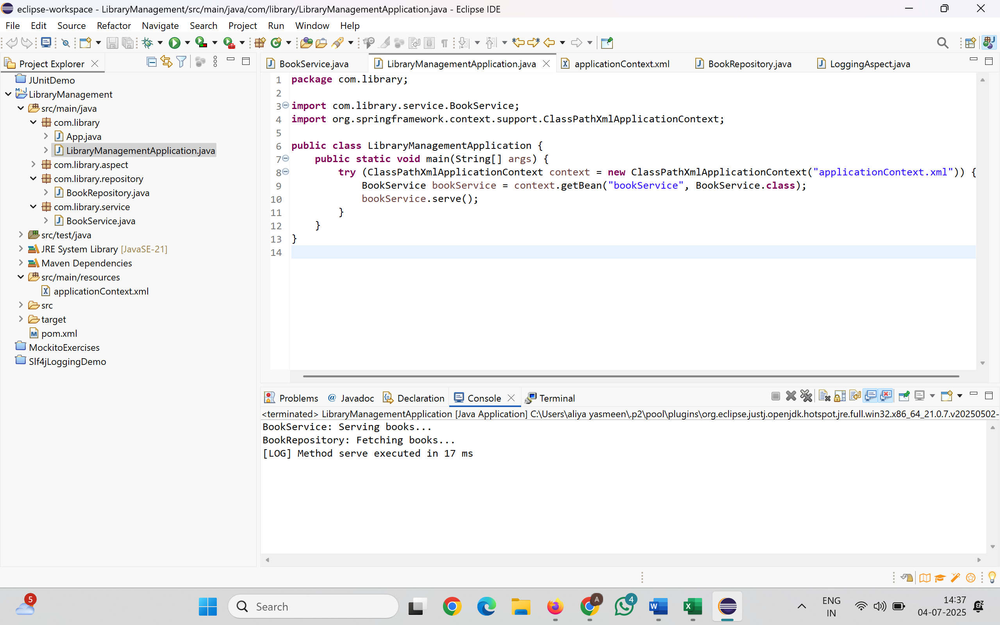 eclipse-workspace - LibraryManagement/src/main/java/com/library/LibraryManagementApplication.java - Eclipse IDE
File Edit Source Refactor Navigate Search Project Run Window Help
Project Explorer
JUnitDemo
LibraryManagement
src/main/java
com.library
App.java
LibraryManagementApplication.java
com.library.aspect
com.library.repository
BookRepository.java
com.library.service
BookService.java
src/test/java
JRE System Library [JavaSE-21]
Maven Dependencies
src/main/resources
applicationContext.xml
src
target
pom.xml
MockitoExercises
Slf4jLoggingDemo
BookService.java LibraryManagementApplication.java applicationContext.xml BookRepository.java LoggingAspect.java
1 package com.library;
2
3 import com.library.service.BookService;
4 import org.springframework.context.support.ClassPathXmlApplicationContext;
5
6 public class LibraryManagementApplication {
7 public static void main(String[] args) {
8 try (ClassPathXmlApplicationContext context = new ClassPathXmlApplicationContext("applicationContext.xml")) {
9 BookService bookService = context.getBean("bookService", BookService.class);
10 bookService.serve();
11 }
12 }
13 }
14
Problems Javadoc Declaration Console Terminal
<terminated> LibraryManagementApplication [Java Application] C:\Users\aliya yasmeen\.p2\pool\plugins\org.eclipse.justj.openjdk.hotspot.jre.full.win32.x86_64_21.0.7.v20250502-
BookService: Serving books...
BookRepository: Fetching books...
[LOG] Method serve executed in 17 ms
5
Search
A
4
ENG
IN
14:37
04-07-2025